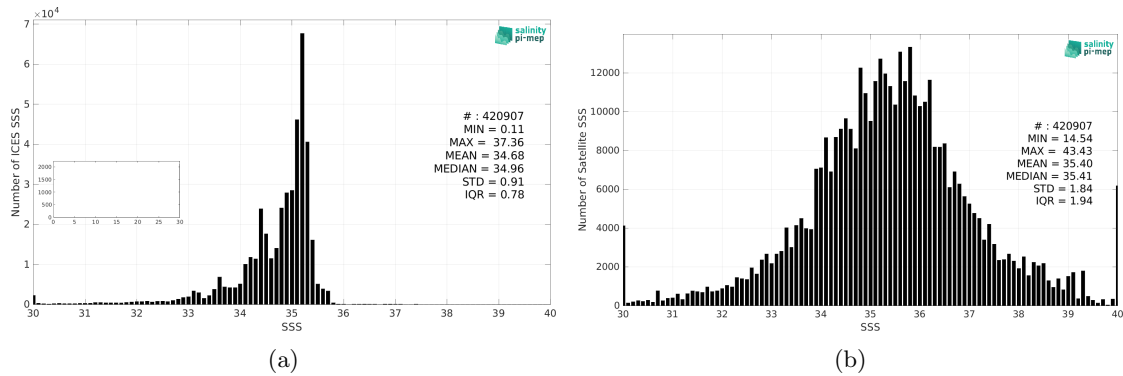 ×10⁴
7
6
5
4
3
2
1
0
Number of ICES SSS
salinity
pi-mep
# : 420907
MIN = 0.11
MAX = 37.36
MEAN = 34.68
MEDIAN = 34.96
STD = 0.91
IQR = 0.78
2000
1500
1000
500
0
0 5 10 15 20 25 30
30 31 32 33 34 35 36 37 38 39 40
SSS
(a)
12000
10000
8000
6000
4000
2000
0
Number of Satellite SSS
salinity
pi-mep
# : 420907
MIN = 14.54
MAX = 43.43
MEAN = 35.40
MEDIAN = 35.41
STD = 1.84
IQR = 1.94
30 31 32 33 34 35 36 37 38 39 40
SSS
(b)